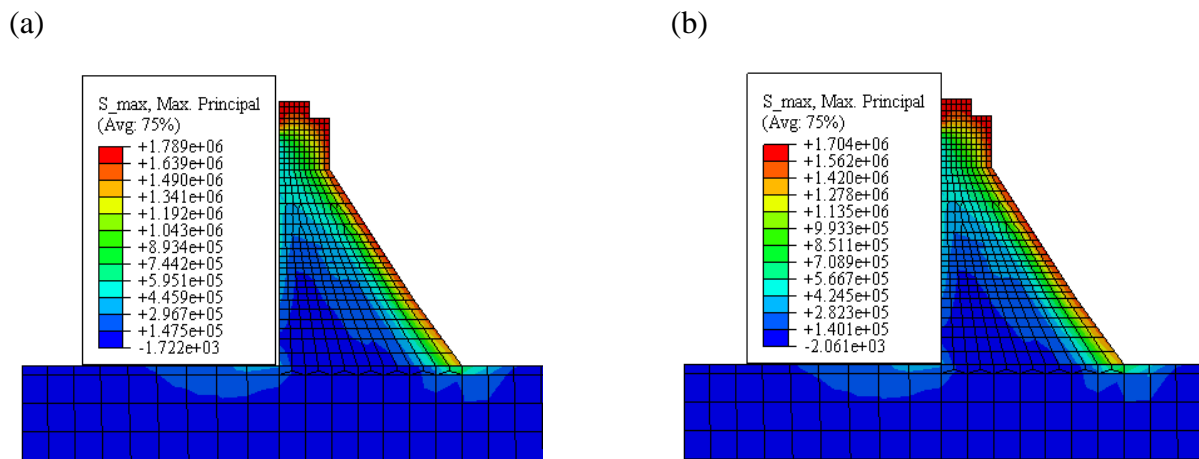 (a)
S_max, Max. Principal
(Avg: 75%)
+1.789e+06
+1.639e+06
+1.490e+06
+1.341e+06
+1.192e+06
+1.043e+06
+8.934e+05
+7.442e+05
+5.951e+05
+4.459e+05
+2.967e+05
+1.475e+05
-1.722e+03
(b)
S_max, Max. Principal
(Avg: 75%)
+1.704e+06
+1.562e+06
+1.420e+06
+1.278e+06
+1.135e+06
+9.933e+05
+8.511e+05
+7.089e+05
+5.667e+05
+4.245e+05
+2.823e+05
+1.401e+05
-2.061e+03